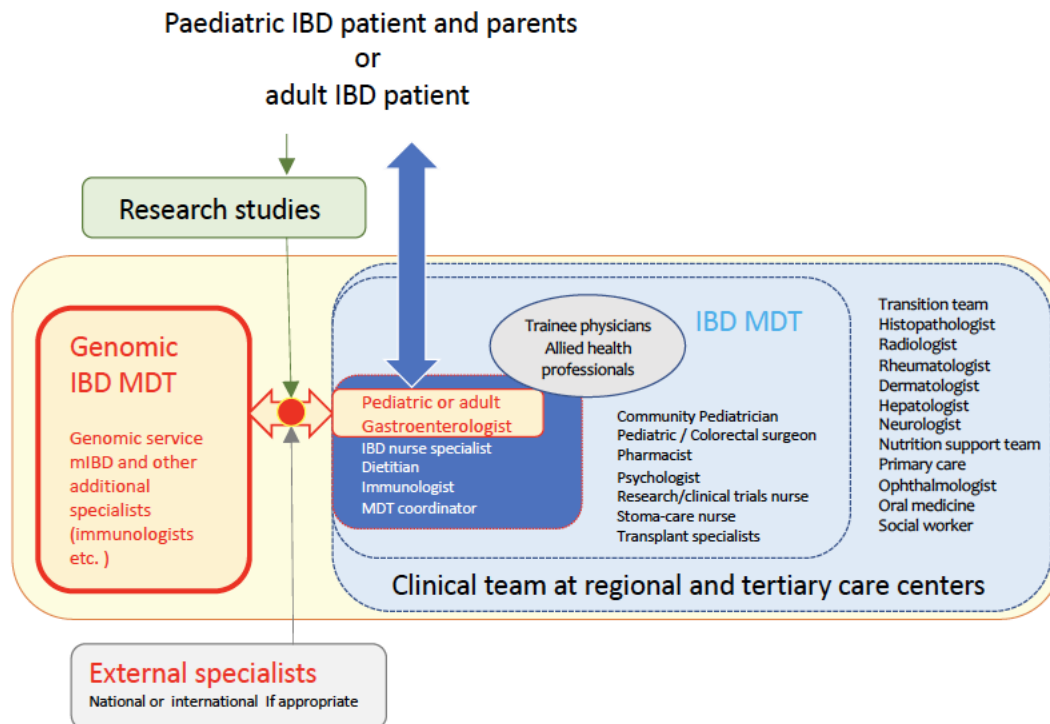 Paediatric IBD patient and parents
or
adult IBD patient
Research studies
Genomic
IBD MDT
Genomic service
mIBD and other
additional
specialists
(immunologists
etc. )
Trainee physicians
Allied health
professionals
IBD MDT
Pediatric or adult
Gastroenterologist
IBD nurse specialist
Dietitian
Immunologist
MDT coordinator
Community Pediatrician
Pediatric / Colorectal surgeon
Pharmacist
Psychologist
Research/clinical trials nurse
Stoma-care nurse
Transplant specialists
Transition team
Histopathologist
Radiologist
Rheumatologist
Dermatologist
Hepatologist
Neurologist
Nutrition support team
Primary care
Ophthalmologist
Oral medicine
Social worker
Clinical team at regional and tertiary care centers
External specialists
National or international If appropriate